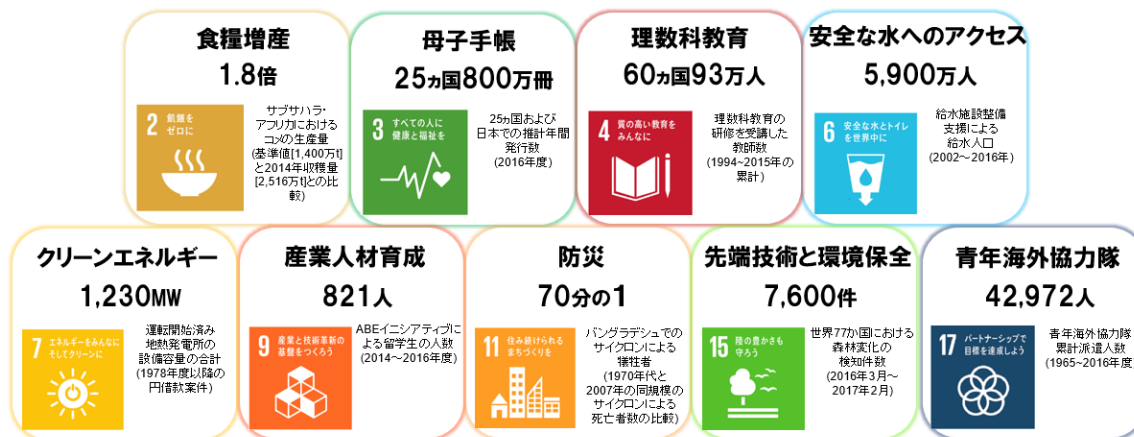 食糧増産
1.8倍
2 飢餓を
ゼロに
サブサハラ・
アフリカにおける
コメの生産量
(基準値[1,400万t]
と2014年収穫量
[2,516万t]との比
較)
母子手帳
25ヵ国800万冊
3 すべての人に
健康と福祉を
25ヵ国および
日本での推計年間
発行数
(2016年度)
理数科教育
60ヵ国93万人
4 質の高い教育を
みんなに
理数科教育の
研修を受講した
教師数
(1994~2015年の
累計)
安全な水へのアクセス
5,900万人
6 安全な水とトイレ
を世界中に
給水施設整備
支援による
給水人口
(2002～2016年)
クリーンエネルギー
1,230MW
7 エネルギーをみんなに
そしてクリーンに
運転開始済み
地熱発電所の
設備容量の合計
(1978年度以降の
円借款案件)
産業人材育成
821人
9 産業と技術革新の
基盤をつくろう
ABEイニシアティブに
よる留学生の人数
(2014～2016年度)
防災
70分の1
11 住み続けられる
まちづくりを
バングラデシュでの
サイクロンによる
犠牲者
(1970年代と
2007年の同規模の
サイクロンによる
死亡者数の比較)
先端技術と環境保全
7,600件
15 陸の豊かさも
守ろう
世界77か国における
森林変化の
検知件数
(2016年3月～
2017年2月)
青年海外協力隊
42,972人
17 パートナーシップで
目標を達成しよう
青年海外協力隊
累計派遣人数
(1965~2016年度)